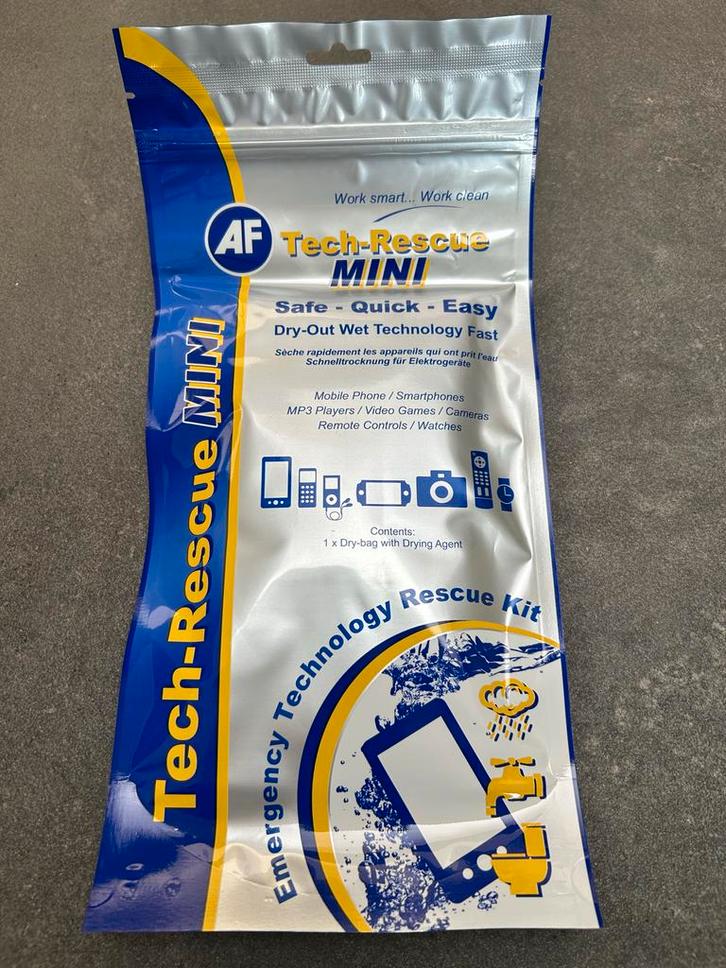 Work smart... Work clean
AF
Tech-Rescue
MINI
Safe - Quick - Easy
Dry-Out Wet Technology Fast
Sèche rapidement les appareils qui ont prit l'eau
Schnelltrocknung für Elektrogeräte
Mobile Phone / Smartphones
MP3 Players / Video Games / Cameras
Remote Controls / Watches
Contents:
1 x Dry-bag with Drying Agent
Emergency Technology Rescue Kit
Tech-Rescue MINI